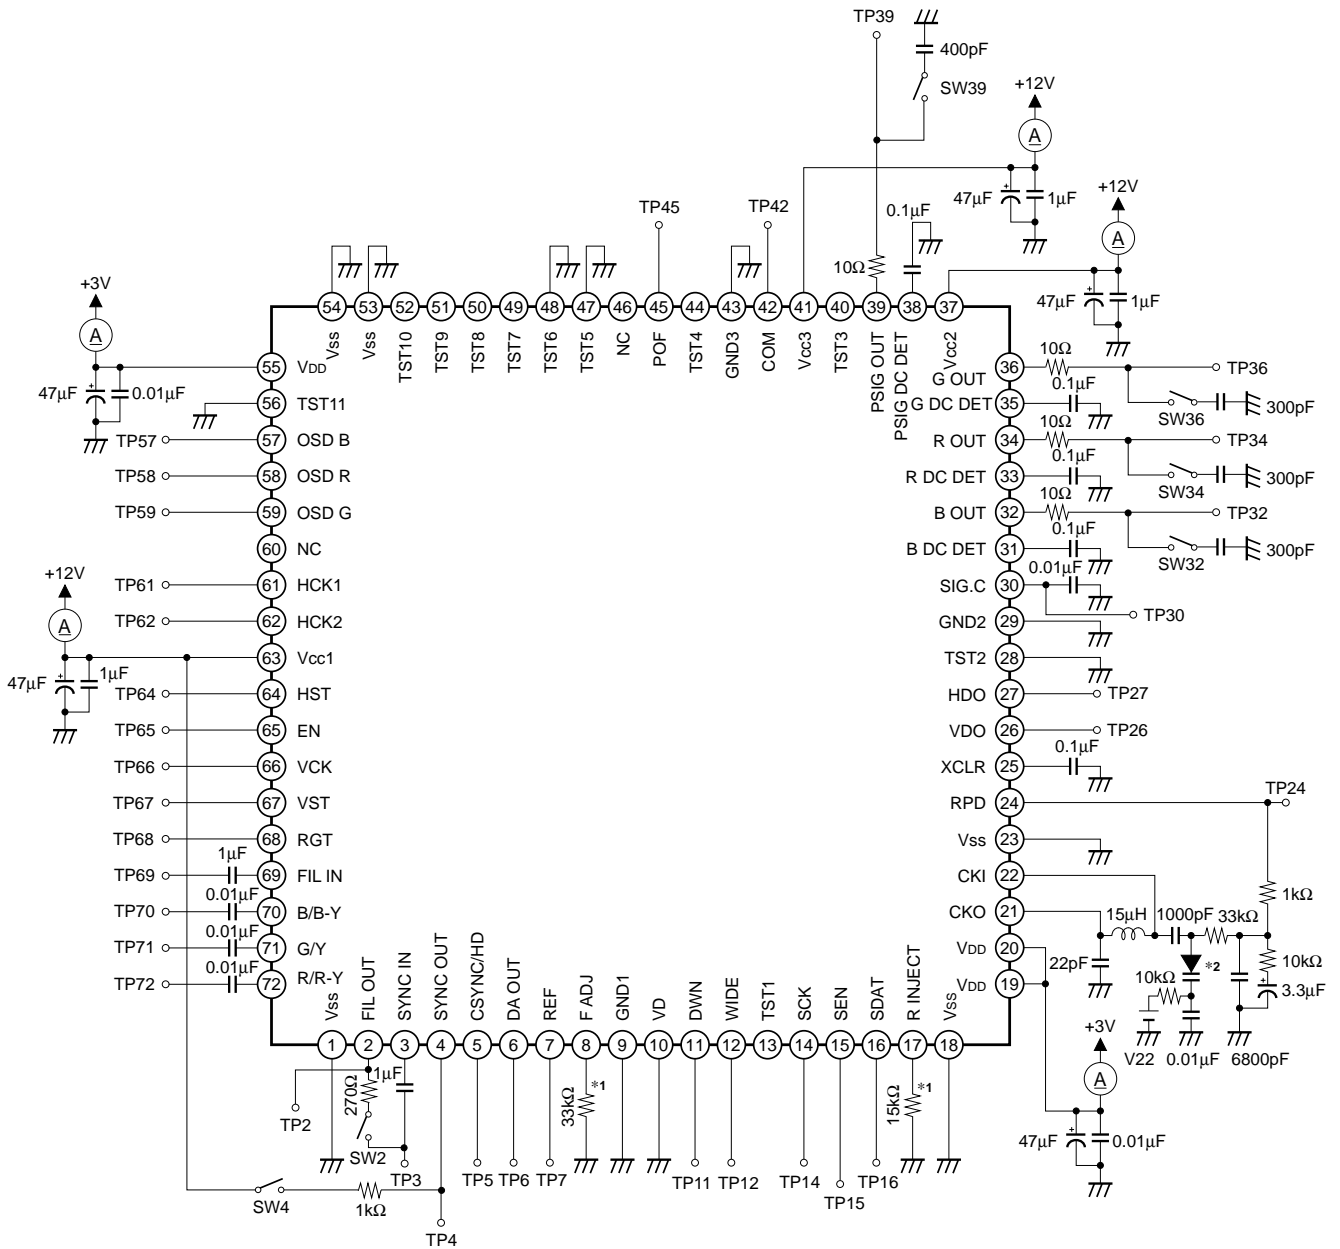 TP39
400pF
SW39
+12V
A
47µF
+
1µF
+12V
A
47µF
+
1µF
TP45
TP42
0.1µF
10Ω
+3V
A
47µF
+
0.01µF
54
53
52
51
50
49
48
47
46
45
44
43
42
41
40
39
38
37
Vss
Vss
TST10
TST9
TST8
TST7
TST6
TST5
NC
POF
TST4
GND3
COM
Vcc3
TST3
PSIG OUT
PSIG DC DET
Vcc2
55 VDD
56 TST11
TP57 57 OSD B
TP58 58 OSD R
TP59 59 OSD G
60 NC
TP61 61 HCK1
TP62 62 HCK2
+12V
A
47µF
+
1µF
63 Vcc1
TP64 64 HST
TP65 65 EN
TP66 66 VCK
TP67 67 VST
TP68 68 RGT
1µF
TP69 69 FIL IN
0.01µF
TP70 70 B/B-Y
0.01µF
TP71 71 G/Y
0.01µF
TP72 72 R/R-Y
G OUT 36 10Ω TP36
SW36 300pF
G DC DET 35 0.1µF
R OUT 34 10Ω TP34
SW34 300pF
R DC DET 33 0.1µF
B OUT 32 10Ω TP32
SW32 300pF
B DC DET 31 0.1µF
SIG.C 30 0.01µF
TP30
GND2 29
TST2 28
HDO 27 TP27
VDO 26 TP26
XCLR 25 0.1µF
RPD 24 TP24
Vss 23
CKI 22
CKO 21
VDD 20
VDD 19
1kΩ
15µH 1000pF 33kΩ
22pF
*2
10kΩ
10kΩ
+
3.3µF
V22 0.01µF 6800pF
+3V
A
47µF
+
0.01µF
Vss
FIL OUT
SYNC IN
SYNC OUT
CSYNC/HD
DA OUT
REF
F ADJ
GND1
VD
DWN
WIDE
TST1
SCK
SEN
SDAT
R INJECT
Vss
1
2
3
4
5
6
7
8
9
10
11
12
13
14
15
16
17
18
270Ω
1µF
33kΩ
*1
15kΩ
*1
TP2
SW2
TP3
TP5
TP6
TP7
TP11
TP12
TP14
TP15
TP16
SW4
1kΩ
TP4